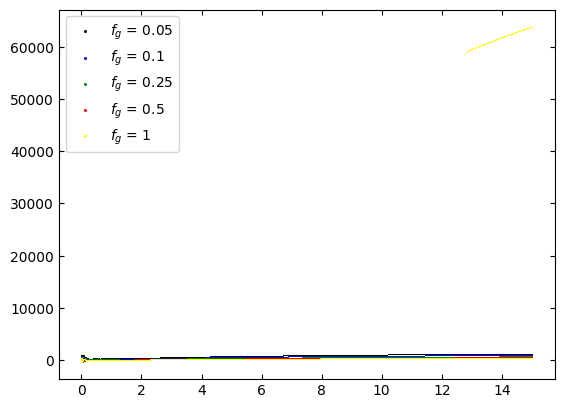 60000
50000
40000
30000
20000
10000
0
f_g = 0.05
f_g = 0.1
f_g = 0.25
f_g = 0.5
f_g = 1
0 2 4 6 8 10 12 14